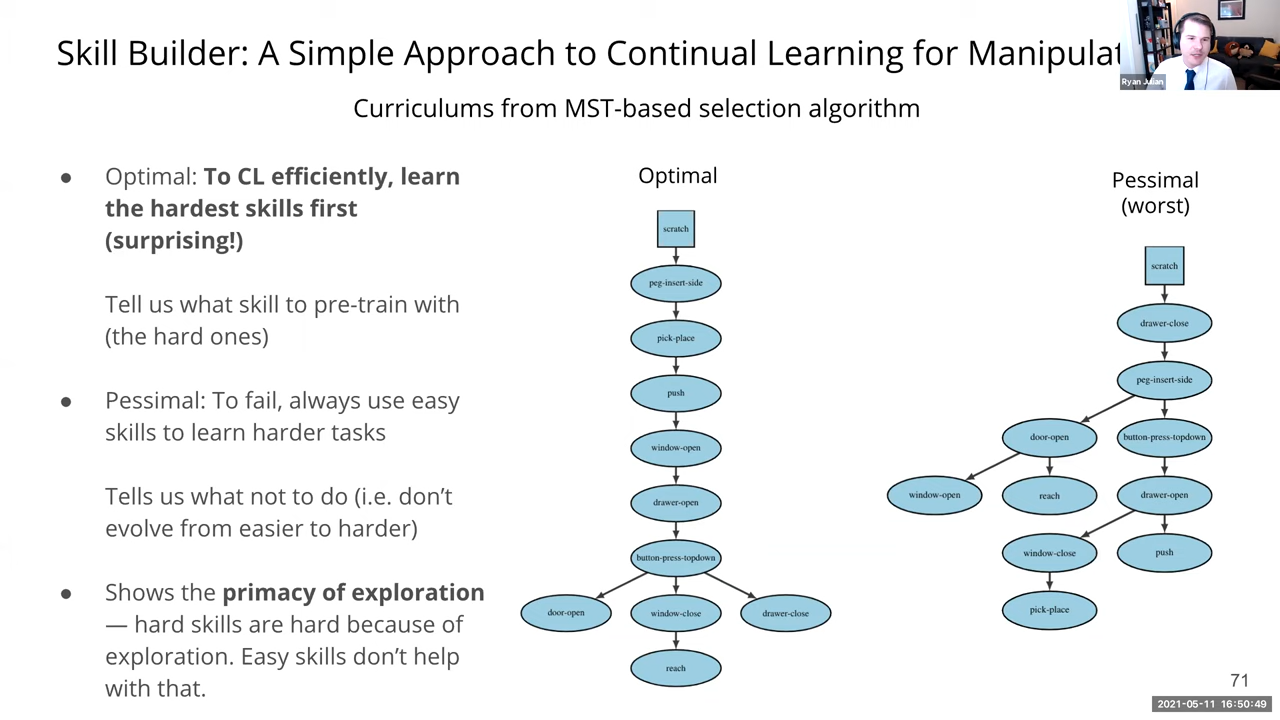 Skill Builder: A Simple Approach to Continual Learning for Manipulat
Ryan Julian
Curriculums from MST-based selection algorithm
● Optimal: To CL efficiently, learn
the hardest skills first
(surprising!)
Tell us what skill to pre-train with
(the hard ones)
● Pessimal: To fail, always use easy
skills to learn harder tasks
Tells us what not to do (i.e. don’t
evolve from easier to harder)
● Shows the primacy of exploration
— hard skills are hard because of
exploration. Easy skills don’t help
with that.
Optimal
scratch
peg-insert-side
pick-place
push
window-open
drawer-open
button-press-topdown
door-open window-close drawer-close
reach
Pessimal
(worst)
scratch
drawer-close
peg-insert-side
door-open button-press-topdown
window-open reach drawer-open
window-close push
pick-place
71
2021-05-11 16:50:49